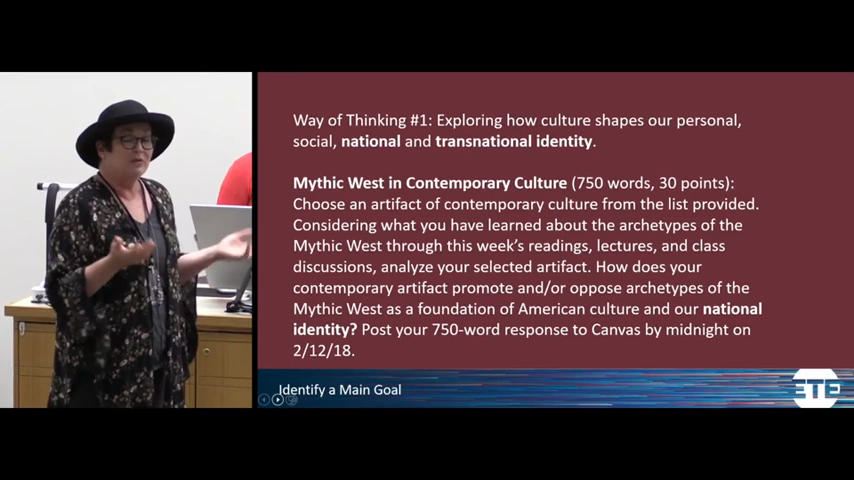 Way of Thinking #1: Exploring how culture shapes our personal,
social, national and transnational identity.
Mythic West in Contemporary Culture (750 words, 30 points):
Choose an artifact of contemporary culture from the list provided.
Considering what you have learned about the archetypes of the
Mythic West through this week's readings, lectures, and class
discussions, analyze your selected artifact. How does your
contemporary artifact promote and/or oppose archetypes of the
Mythic West as a foundation of American culture and our national
identity? Post your 750-word response to Canvas by midnight on
2/12/18.
Identify a Main Goal
ETE